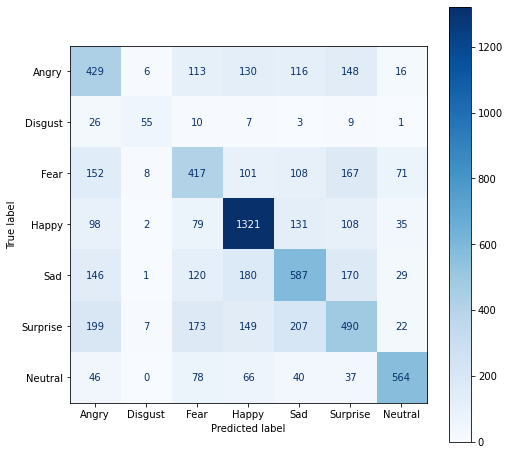 True label
Angry 429 6 113 130 116 148 16
Disgust 26 55 10 7 3 9 1
Fear 152 8 417 101 108 167 71
Happy 98 2 79 1321 131 108 35
Sad 146 1 120 180 587 170 29
Surprise 199 7 173 149 207 490 22
Neutral 46 0 78 66 40 37 564
Angry Disgust Fear Happy Sad Surprise Neutral
Predicted label
1200
1000
800
600
400
200
0